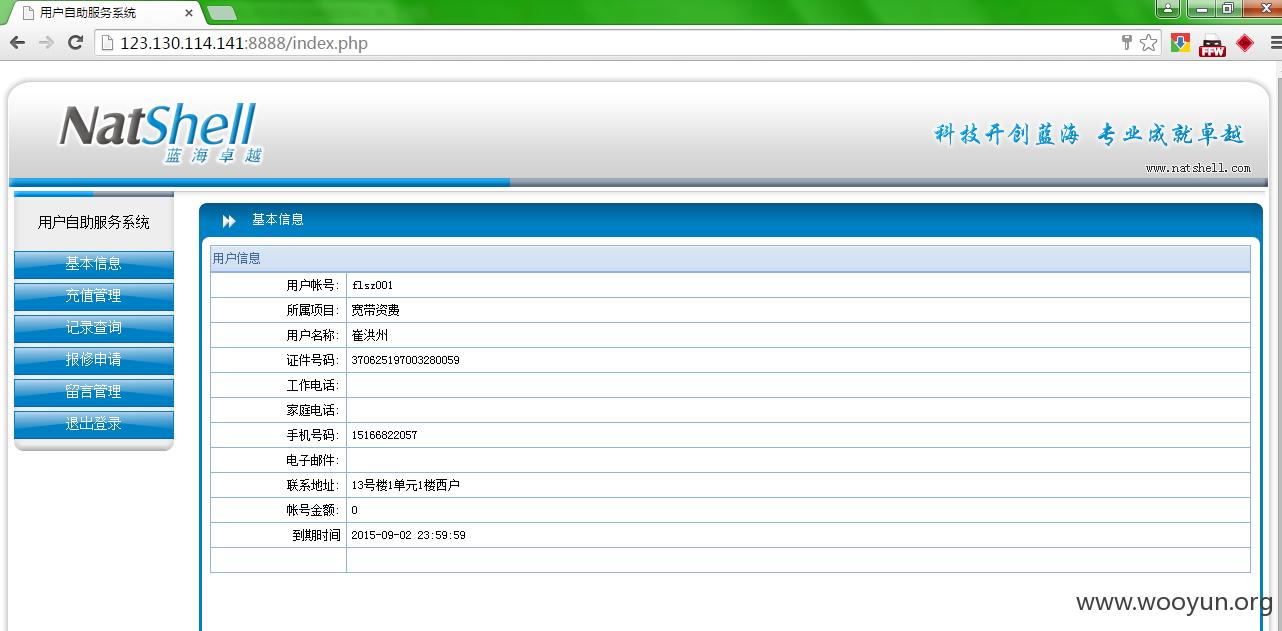 用户自助服务系统
123.130.114.141:8888/index.php
FFW
NatShell
蓝海卓越
科技开创蓝海 专业成就卓越
www.natshell.com
用户自助服务系统
基本信息
充值管理
记录查询
报修申请
留言管理
退出登录
基本信息
用户信息
用户帐号: flsz001
所属项目: 宽带资费
用户名称: 崔洪州
证件号码: 370625197003280059
工作电话:
家庭电话:
手机号码: 15166822057
电子邮件:
联系地址: 13号楼1单元1楼西户
帐号金额: 0
到期时间 2015-09-02 23:59:59
www.wooyun.org